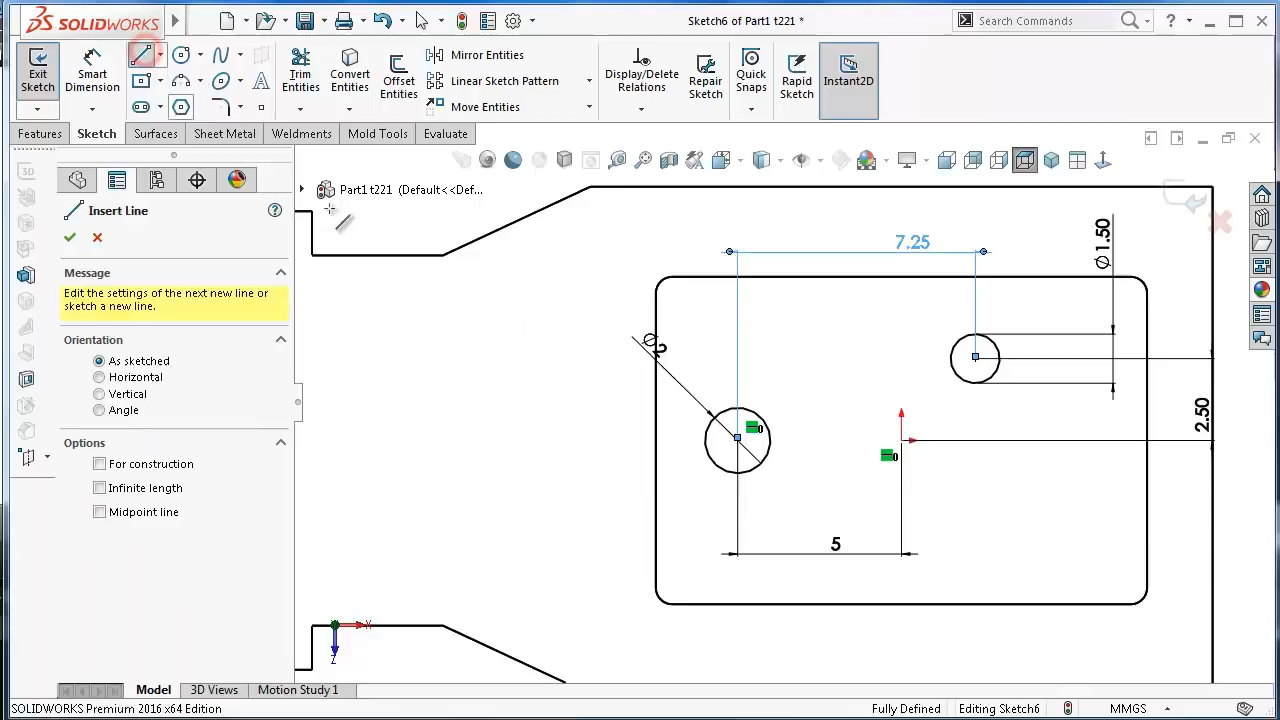 SOLIDWORKS
Sketch6 of Part1 t221 *
Search Commands
?
Exit Sketch
Smart Dimension
Trim Entities
Convert Entities
Offset Entities
Mirror Entities
Linear Sketch Pattern
Move Entities
Display/Delete Relations
Repair Sketch
Quick Snaps
Rapid Sketch
Instant2D
Features
Sketch
Surfaces
Sheet Metal
Weldments
Mold Tools
Evaluate
3D
Part1 t221 (Default<<Def...
Insert Line
?
Message
Edit the settings of the next new line or
sketch a new line.
Orientation
As sketched
Horizontal
Vertical
Angle
Options
For construction
Infinite length
Midpoint line
7.25
∅1.50
∅2
2.50
0
0
5
X
Z
Model
3D Views
Motion Study 1
SOLIDWORKS Premium 2016 x64 Edition
Fully Defined
Editing Sketch6
MMGS